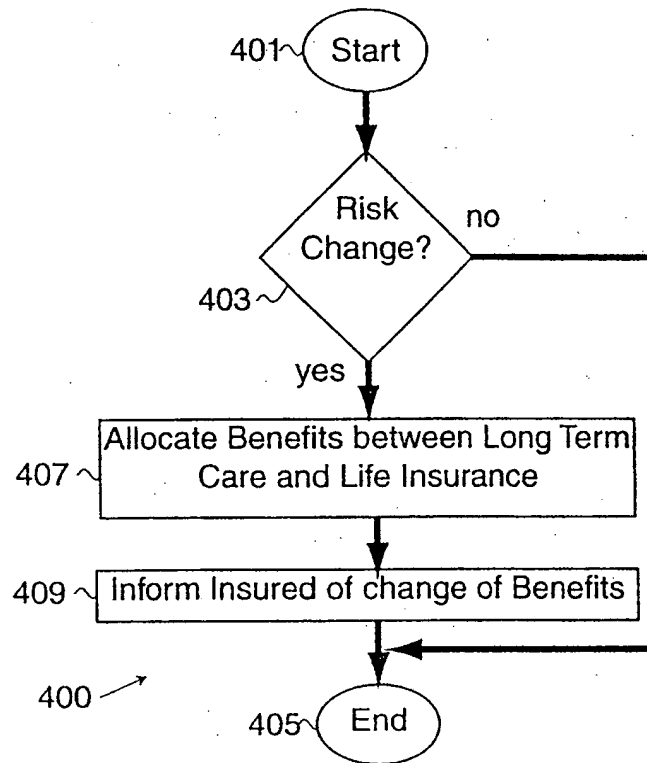 401
Start
Risk
Change?
no
403
yes
Allocate Benefits between Long Term
Care and Life Insurance
407
Inform Insured of change of Benefits
409
400
405
End